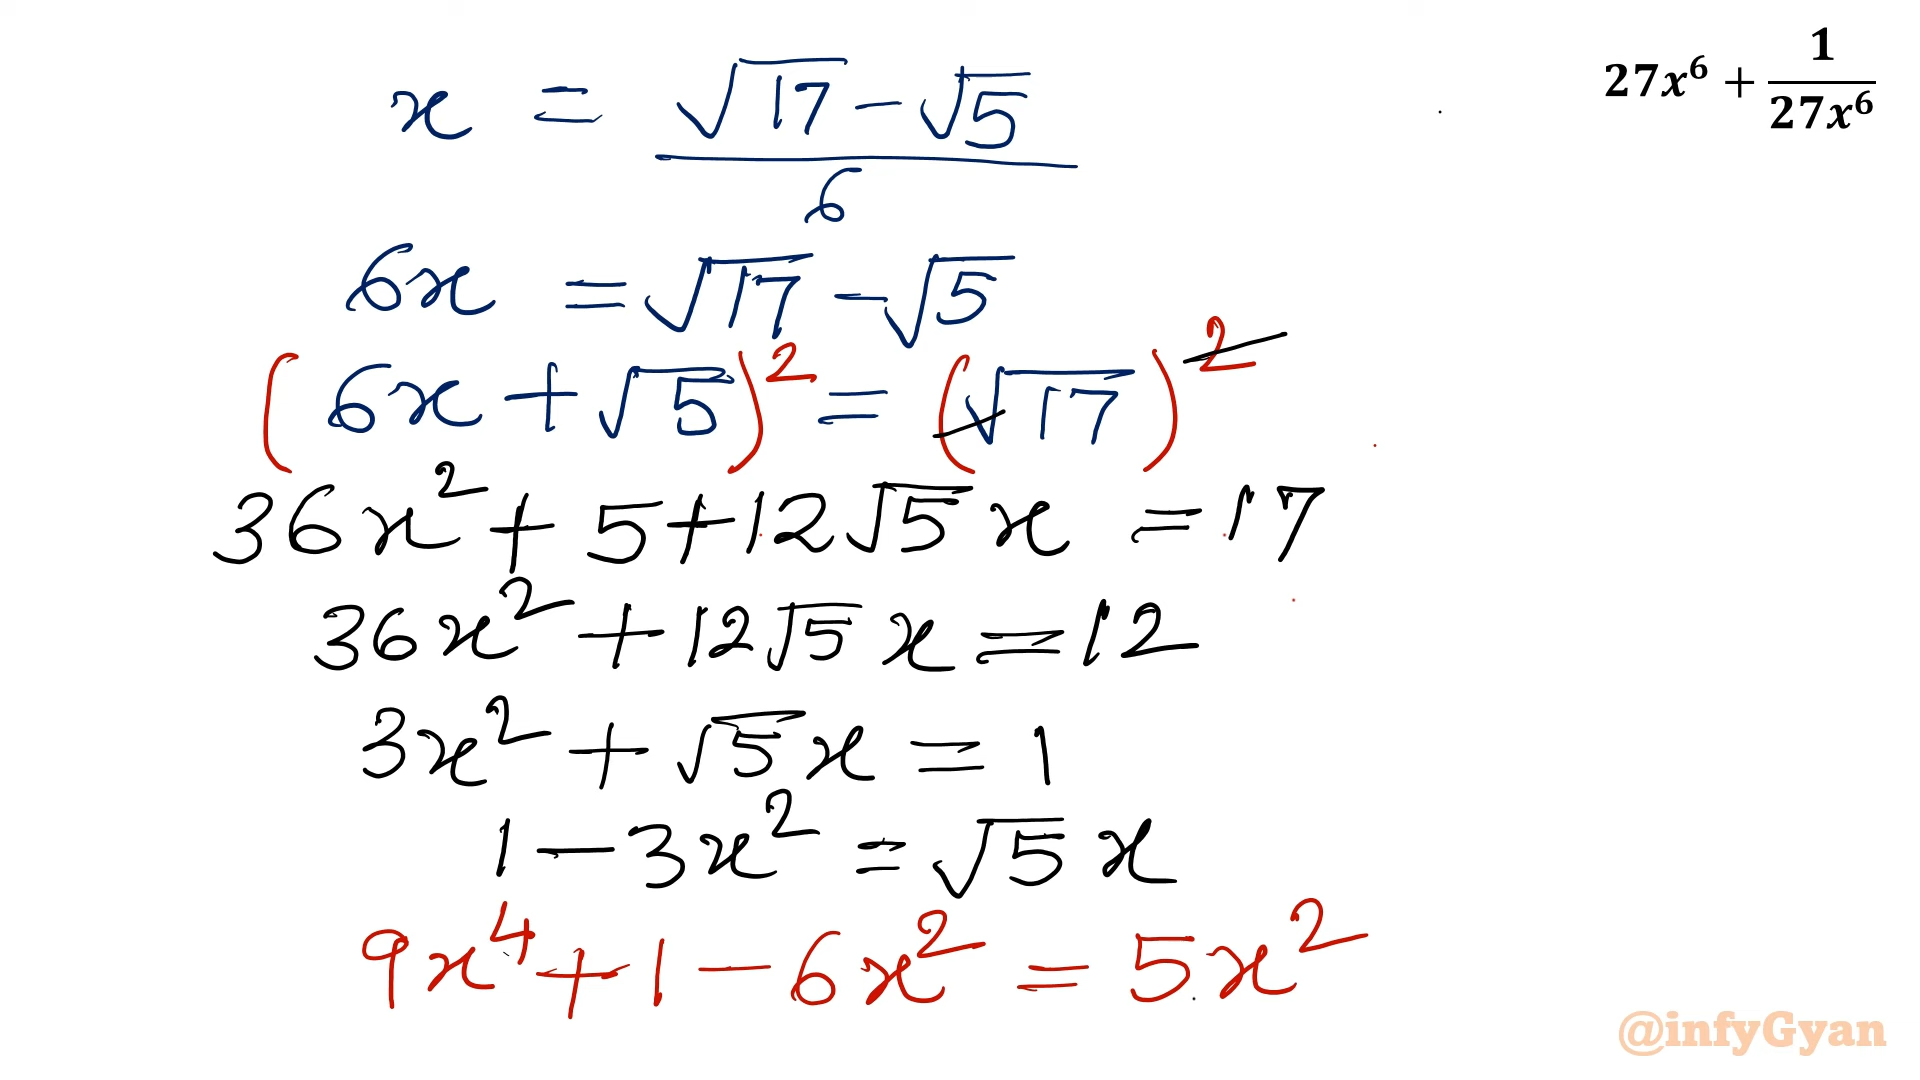 x = (√17 − √5)/6
27x⁶ + 1/(27x⁶)
6x = √17 − √5
(6x + √5)² = (√17)²
36x² + 5 + 12√5 x = 17
36x² + 12√5 x = 12
3x² + √5 x = 1
1 − 3x² = √5 x
9x⁴ + 1 − 6x² = 5x²
@infyGyan